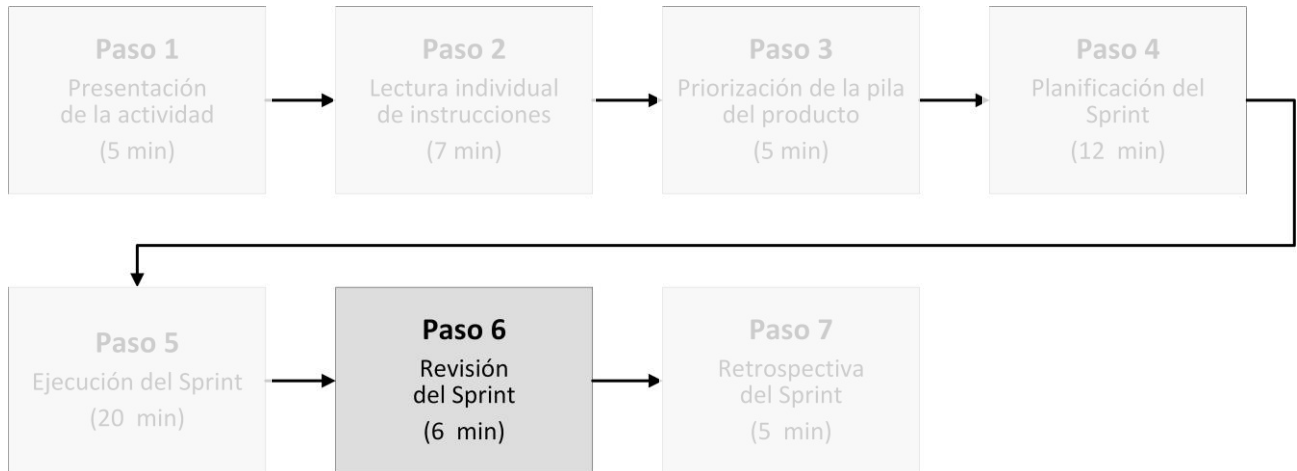 Paso 1
Presentación
de la actividad
(5 min)
Paso 2
Lectura individual
de instrucciones
(7 min)
Paso 3
Priorización de la pila
del producto
(5 min)
Paso 4
Planificación del
Sprint
(12 min)
Paso 5
Ejecución del Sprint
(20 min)
Paso 6
Revisión
del Sprint
(6 min)
Paso 7
Retrospectiva
del Sprint
(5 min)